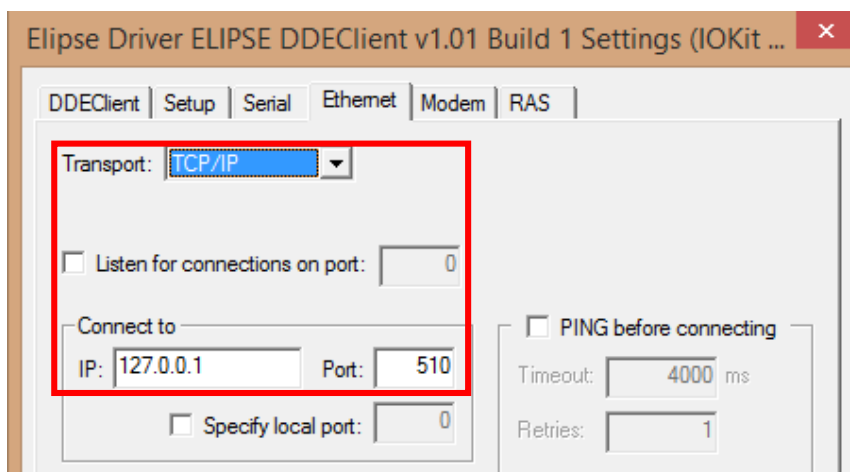 Elipse Driver ELIPSE DDEClient v1.01 Build 1 Settings (IOKit ...
DDEClient Setup Serial Ethernet Modem RAS
Transport: TCP/IP
Listen for connections on port: 0
Connect to
IP: 127.0.0.1 Port: 510
Specify local port: 0
PING before connecting
Timeout: 4000 ms
Retries: 1